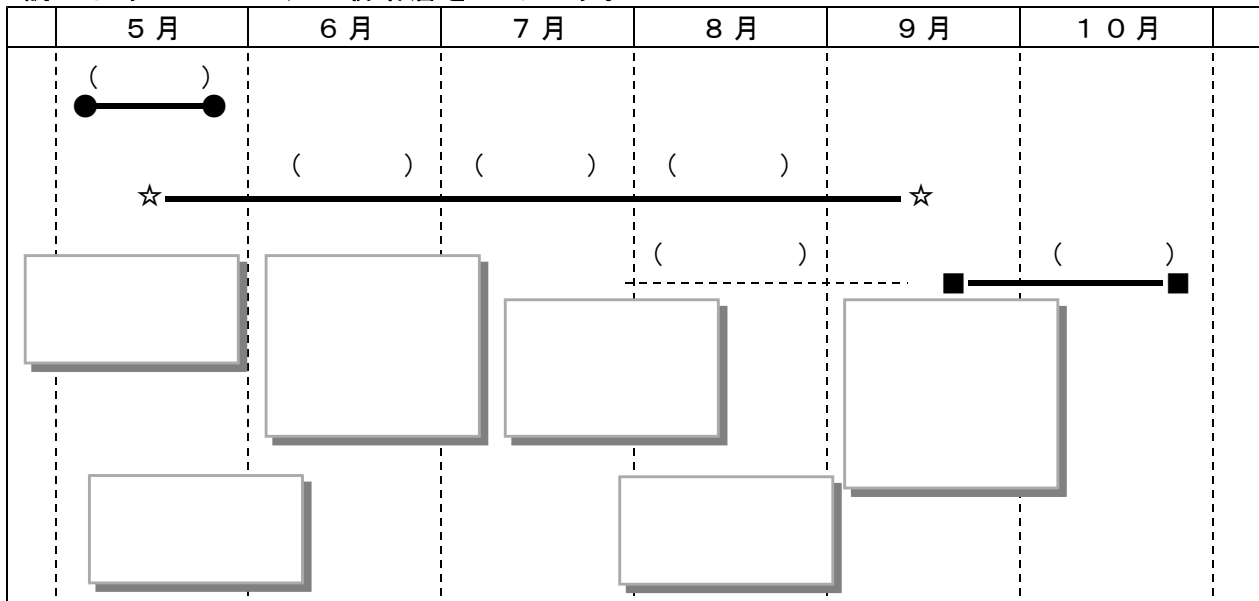 ５月 ６月 ７月 ８月 ９月 １０月
（ ）
（ ） （ ） （ ）
（ ） （ ）